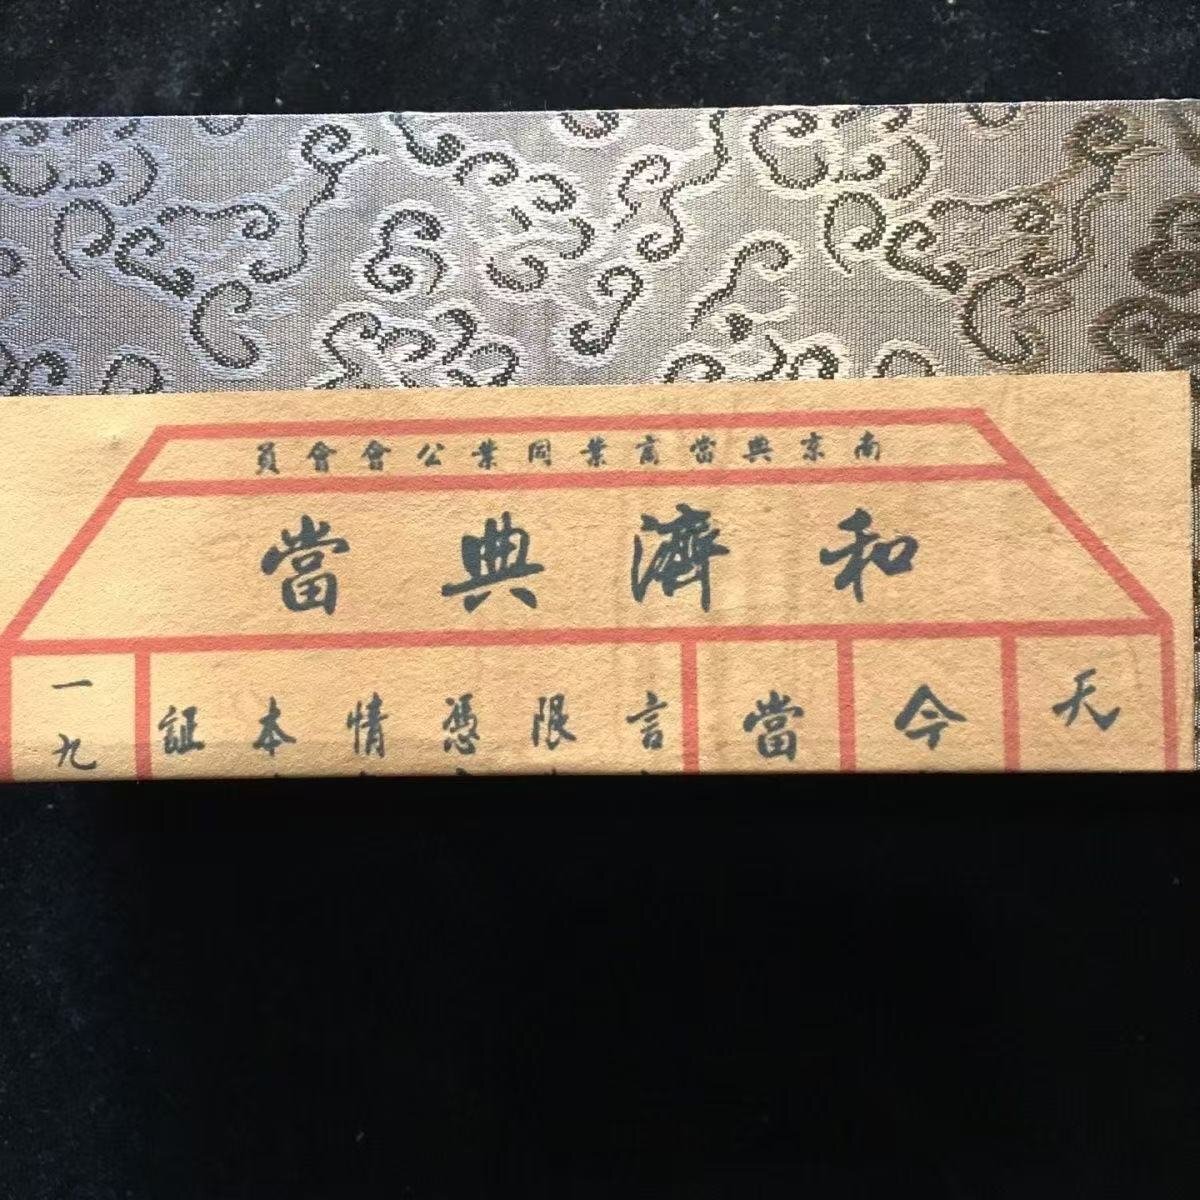 南京典當商業同業公會會員
和濟典當
天
今
當
言
限
憑
情
本
証
一九